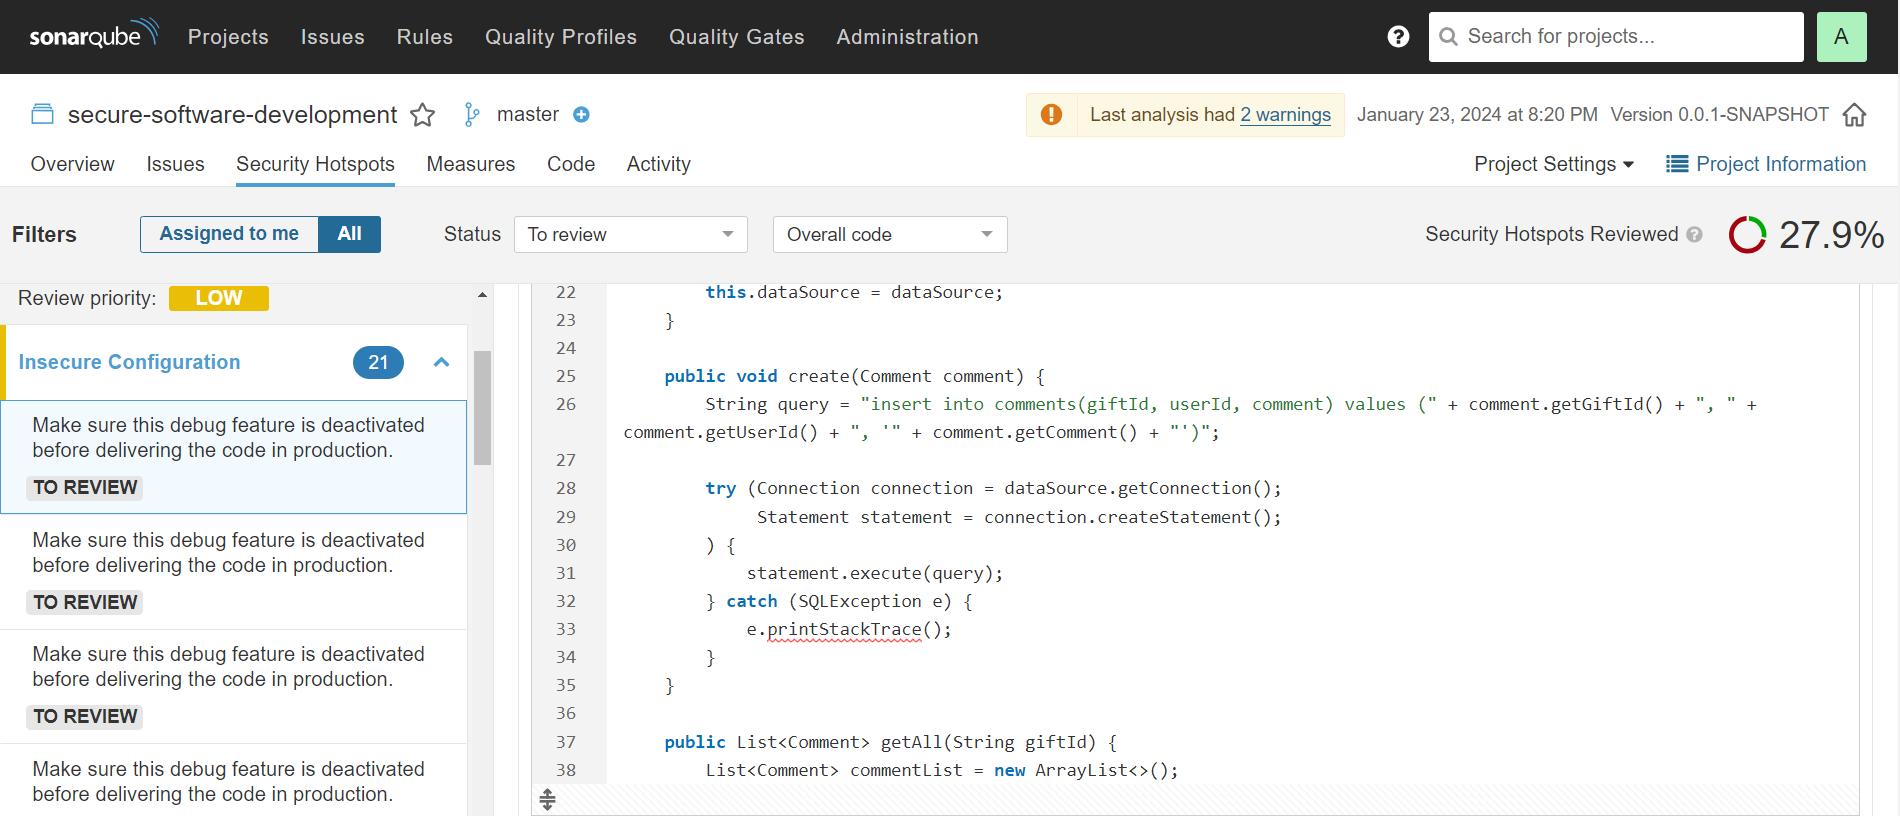 sonarqube Projects Issues Rules Quality Profiles Quality Gates Administration ? Search for projects... A
secure-software-development master Last analysis had 2 warnings January 23, 2024 at 8:20 PM Version 0.0.1-SNAPSHOT
Overview Issues Security Hotspots Measures Code Activity Project Settings Project Information
Filters Assigned to me All Status To review Overall code Security Hotspots Reviewed ? 27.9%
Review priority: LOW
Insecure Configuration 21
Make sure this debug feature is deactivated
before delivering the code in production.
TO REVIEW
Make sure this debug feature is deactivated
before delivering the code in production.
TO REVIEW
Make sure this debug feature is deactivated
before delivering the code in production.
TO REVIEW
Make sure this debug feature is deactivated
before delivering the code in production.
22 this.dataSource = dataSource;
23 }
24
25 public void create(Comment comment) {
26 String query = "insert into comments(giftId, userId, comment) values (" + comment.getGiftId() + ", " +
comment.getUserId() + ", '" + comment.getComment() + "')";
27
28 try (Connection connection = dataSource.getConnection();
29 Statement statement = connection.createStatement();
30 ) {
31 statement.execute(query);
32 } catch (SQLException e) {
33 e.printStackTrace();
34 }
35 }
36
37 public List<Comment> getAll(String giftId) {
38 List<Comment> commentList = new ArrayList<>();